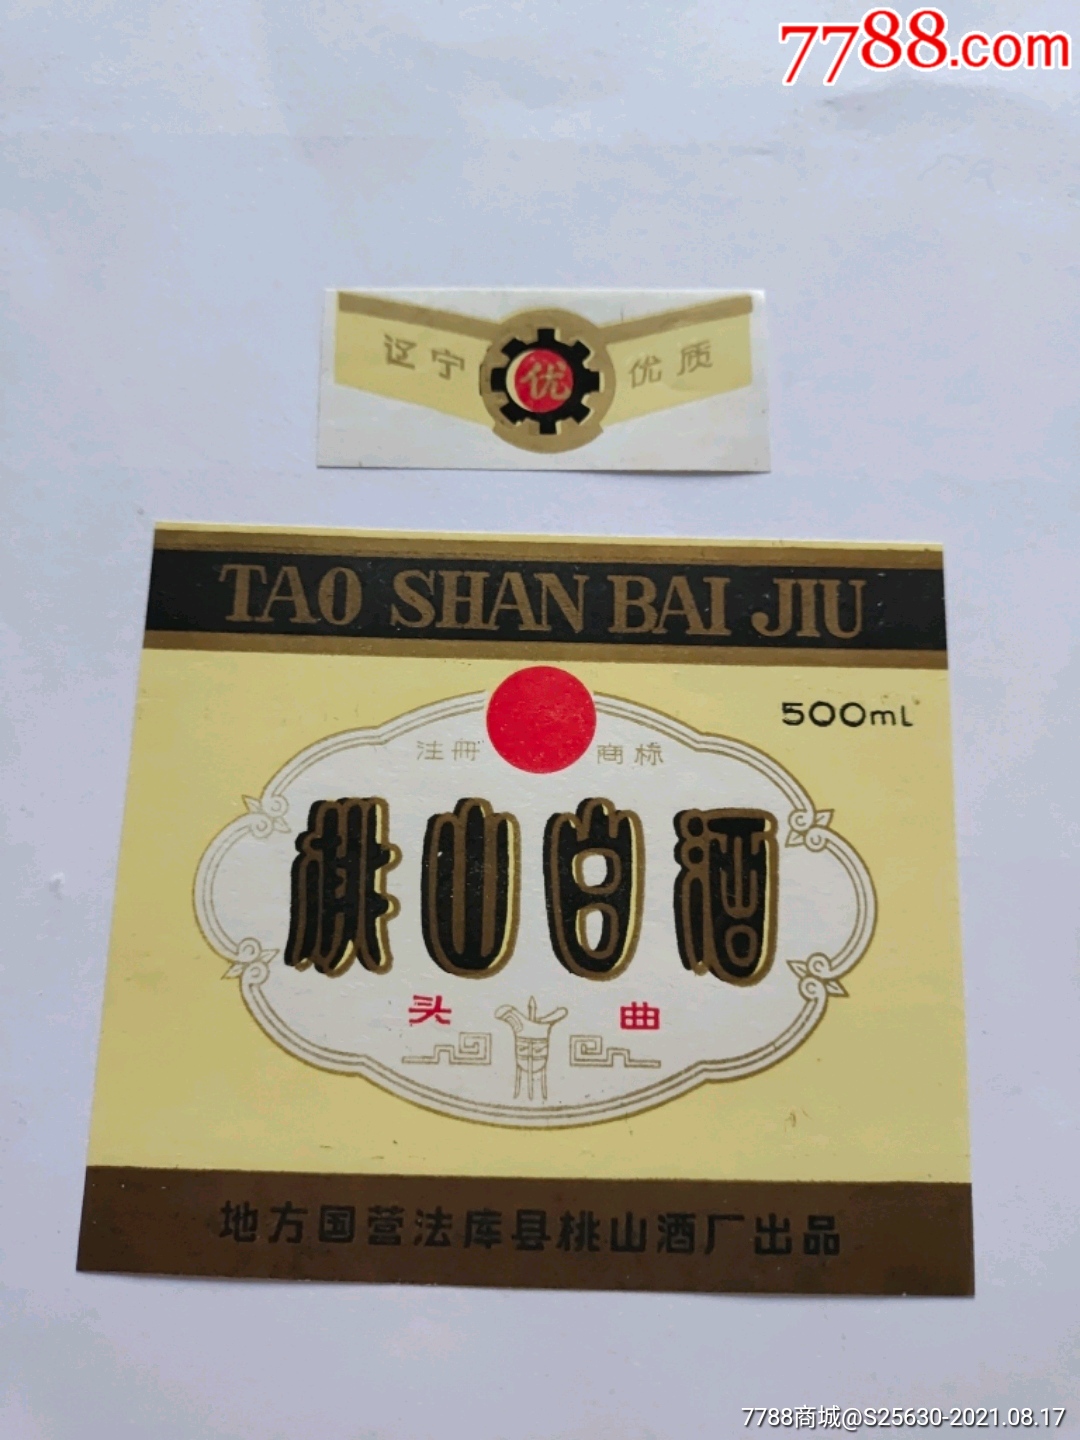 7788.com
辽宁 优 优质
TAO SHAN BAI JIU
500mL
注册 商标
桃山白酒
头 曲
地方国营法库县桃山酒厂出品
7788商城@S25630-2021.08.17